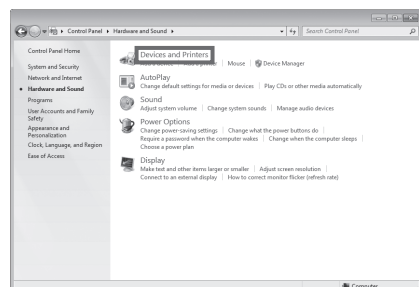 Control Panel
Hardware and Sound
Search Control Panel
Control Panel Home
System and Security
Network and Internet
Hardware and Sound
Programs
User Accounts and Family
Safety
Appearance and
Personalization
Clock, Language, and Region
Ease of Access
Devices and Printers
Mouse
Device Manager
AutoPlay
Change default settings for media or devices
Play CDs or other media automatically
Sound
Adjust system volume
Change system sounds
Manage audio devices
Power Options
Change power-saving settings
Change what the power buttons do
Require a password when the computer wakes
Change when the computer sleeps
Choose a power plan
Display
Make text and other items larger or smaller
Adjust screen resolution
Connect to an external display
How to correct monitor flicker (refresh rate)
Computer